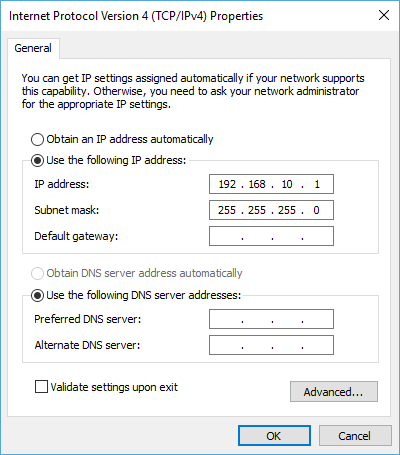 Internet Protocol Version 4 (TCP/IPv4) Properties
General
You can get IP settings assigned automatically if your network supports
this capability. Otherwise, you need to ask your network administrator
for the appropriate IP settings.
Obtain an IP address automatically
Use the following IP address:
IP address: 192 . 168 . 10 . 1
Subnet mask: 255 . 255 . 255 . 0
Default gateway: . . .
Obtain DNS server address automatically
Use the following DNS server addresses:
Preferred DNS server: . . .
Alternate DNS server: . . .
Validate settings upon exit
Advanced...
OK Cancel